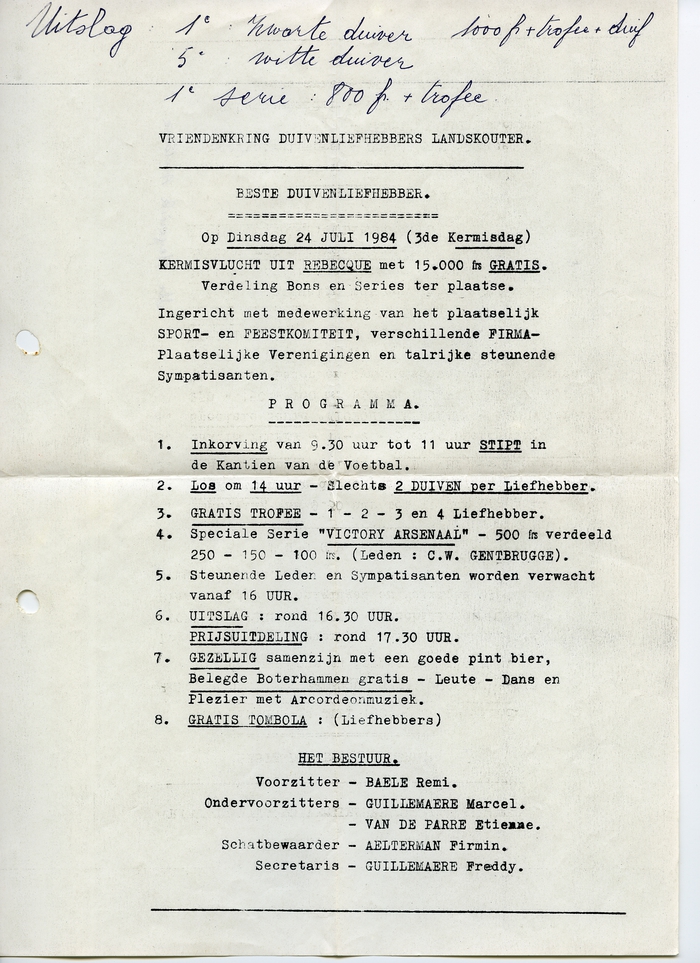 Uitslag : 1e : Zwarte duiver 1000 fr + trofee + duif
5e : witte duiver
1e serie : 800 fr. + trofee.
VRIENDENKRING DUIVENLIEFHEBBERS LANDSKOUTER.
BESTE DUIVENLIEFHEBBER.
========================
Op Dinsdag 24 JULI 1984 (3de Kermisdag)
KERMISVLUCHT UIT REBECQUE met 15.000 frs GRATIS.
Verdeling Bons en Series ter plaatse.
Ingericht met medewerking van het plaatselijk
SPORT- en FEESTKOMITEIT, verschillende FIRMA-
Plaatselijke Verenigingen en talrijke steunende
Sympatisanten.
P R O G R A M M A.
------------------
1. Inkorving van 9.30 uur tot 11 uur STIPT in
de Kantien van de Voetbal.
2. Los om 14 uur - Slechts 2 DUIVEN per Liefhebber.
3. GRATIS TROFEE - 1 - 2 - 3 en 4 Liefhebber.
4. Speciale Serie "VICTORY ARSENAAL" - 500 frs verdeeld
250 - 150 - 100 frs. (Leden : C.W. GENTBRUGGE).
5. Steunende Leden en Sympatisanten worden verwacht
vanaf 16 UUR.
6. UITSLAG : rond 16.30 UUR.
PRIJSUITDELING : rond 17.30 UUR.
7. GEZELLIG samenzijn met een goede pint bier,
Belegde Boterhammen gratis - Leute - Dans en
Plezier met Arcordeonmuziek.
8. GRATIS TOMBOLA : (Liefhebbers)
HET BESTUUR.
Voorzitter - BAELE Remi.
Ondervoorzitters - GUILLEMAERE Marcel.
- VAN DE PARRE Etienne.
Schatbewaarder - AELTERMAN Firmin.
Secretaris - GUILLEMAERE Freddy.